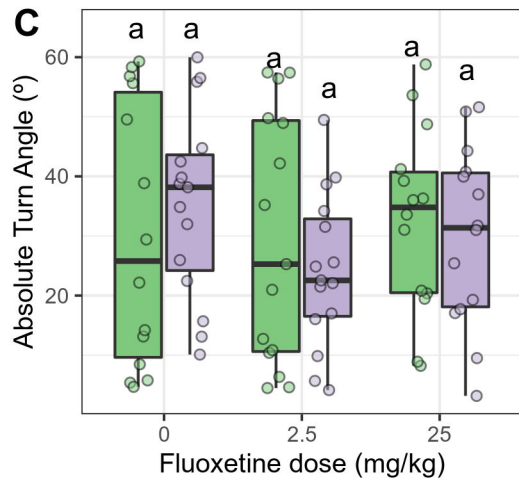 C
a
a
a
a
a
a
Absolute Turn Angle (º)
60
40
20
0
2.5
25
Fluoxetine dose (mg/kg)